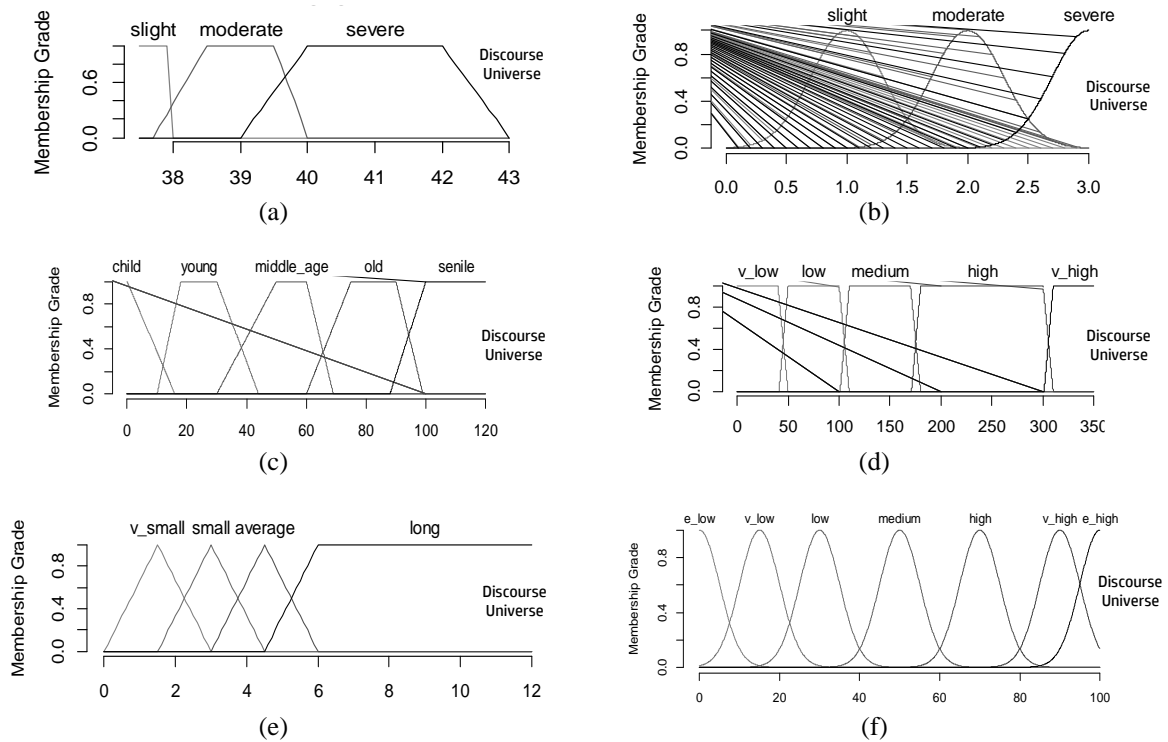 slight moderate severe
Membership Grade
0.0 0.6
Discourse
Universe
38 39 40 41 42 43
(a)
slight moderate severe
Membership Grade
0.0 0.4 0.8
Discourse
Universe
0.0 0.5 1.0 1.5 2.0 2.5 3.0
(b)
child young middle_age old senile
Membership Grade
0.0 0.4 0.8
Discourse
Universe
0 20 40 60 80 100 120
(c)
v_low low medium high v_high
Membership Grade
0.0 0.4 0.8
Discourse
Universe
0 50 100 150 200 250 300 350
(d)
v_small small average long
Membership Grade
0.0 0.4 0.8
Discourse
Universe
0 2 4 6 8 10 12
(e)
e_low v_low low medium high v_high e_high
Membership Grade
0.0 0.4 0.8
Discourse
Universe
0 20 40 60 80 100
(f)